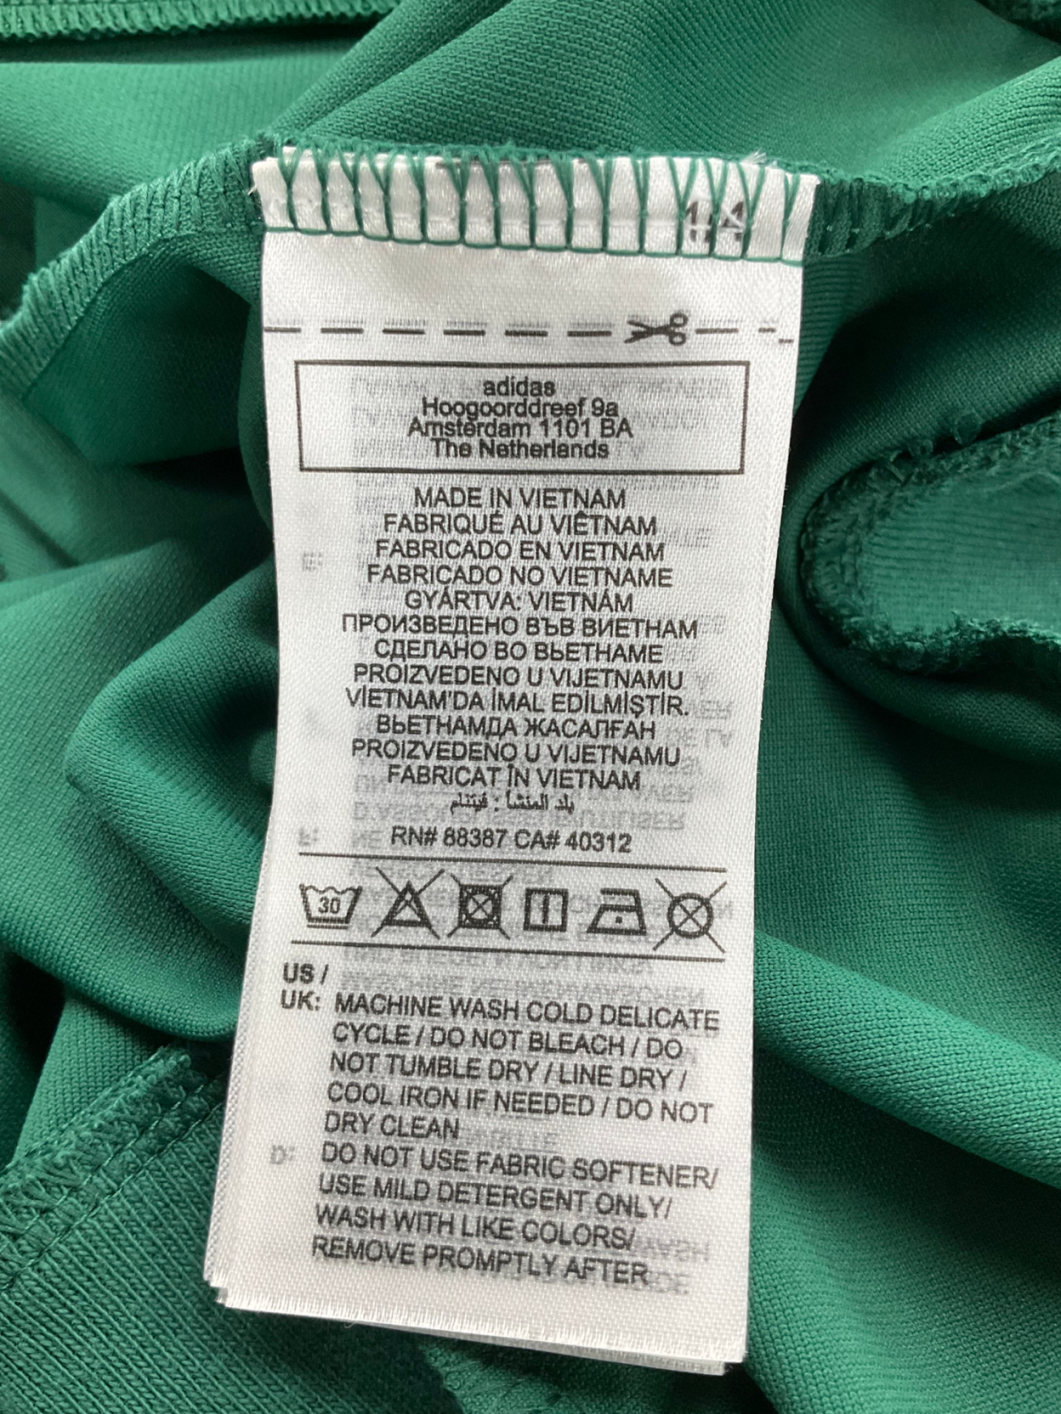 adidas
Hoogoorddreef 9a
Amsterdam 1101 BA
The Netherlands
MADE IN VIETNAM
FABRIQUÉ AU VIÊTNAM
FABRICADO EN VIETNAM
FABRICADO NO VIETNAME
GYÁRTVA: VIETNÁM
ПРОИЗВЕДЕНО ВЪВ ВИЕТНАМ
СДЕЛАНО ВО ВЬЕТНАМЕ
PROIZVEDENO U VIJETNAMU
VİETNAM'DA İMAL EDİLMİŞTİR.
ВЬЕТНАМДА ЖАСАЛҒАН
PROIZVEDENO U VIJETNAMU
FABRICAT ÎN VIETNAM
بلد المنشأ : فيتنام
RN# 88387 CA# 40312
30
US /
UK: MACHINE WASH COLD DELICATE
CYCLE / DO NOT BLEACH / DO
NOT TUMBLE DRY / LINE DRY /
COOL IRON IF NEEDED / DO NOT
DRY CLEAN
DO NOT USE FABRIC SOFTENER/
USE MILD DETERGENT ONLY/
WASH WITH LIKE COLORS/
REMOVE PROMPTLY AFTER